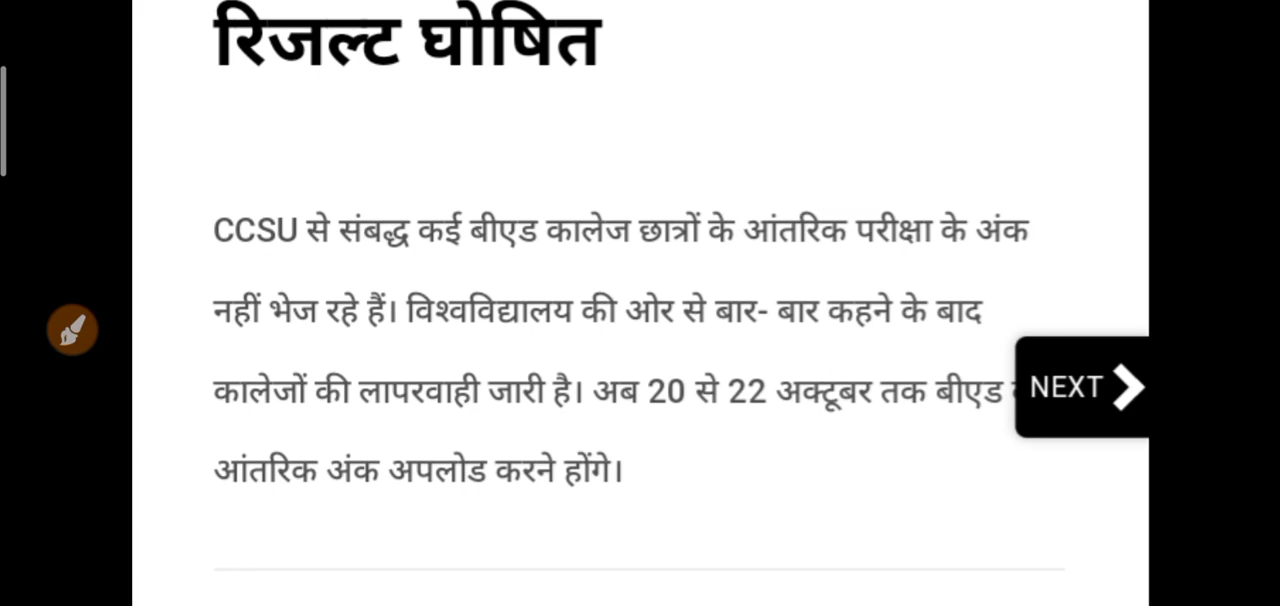 रिजल्ट घोषित
CCSU से संबद्ध कई बीएड कालेज छात्रों के आंतरिक परीक्षा के अंक
नहीं भेज रहे हैं। विश्वविद्यालय की ओर से बार- बार कहने के बाद
कालेजों की लापरवाही जारी है। अब 20 से 22 अक्टूबर तक बीएड
NEXT
आंतरिक अंक अपलोड करने होंगे।